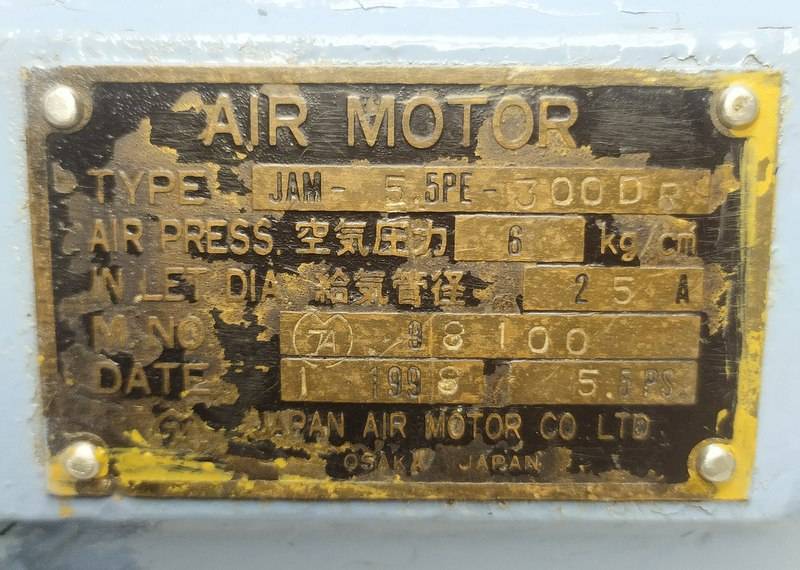 AIR MOTOR
TYPE JAM-5.5PE-300DR
AIR PRESS. 空気圧力 6 kg/cm
INLET DIA 給気管径 25 A
M NO 98100
DATE 1 1998 5.5PS
JAPAN AIR MOTOR CO LTD
OSAKA JAPAN